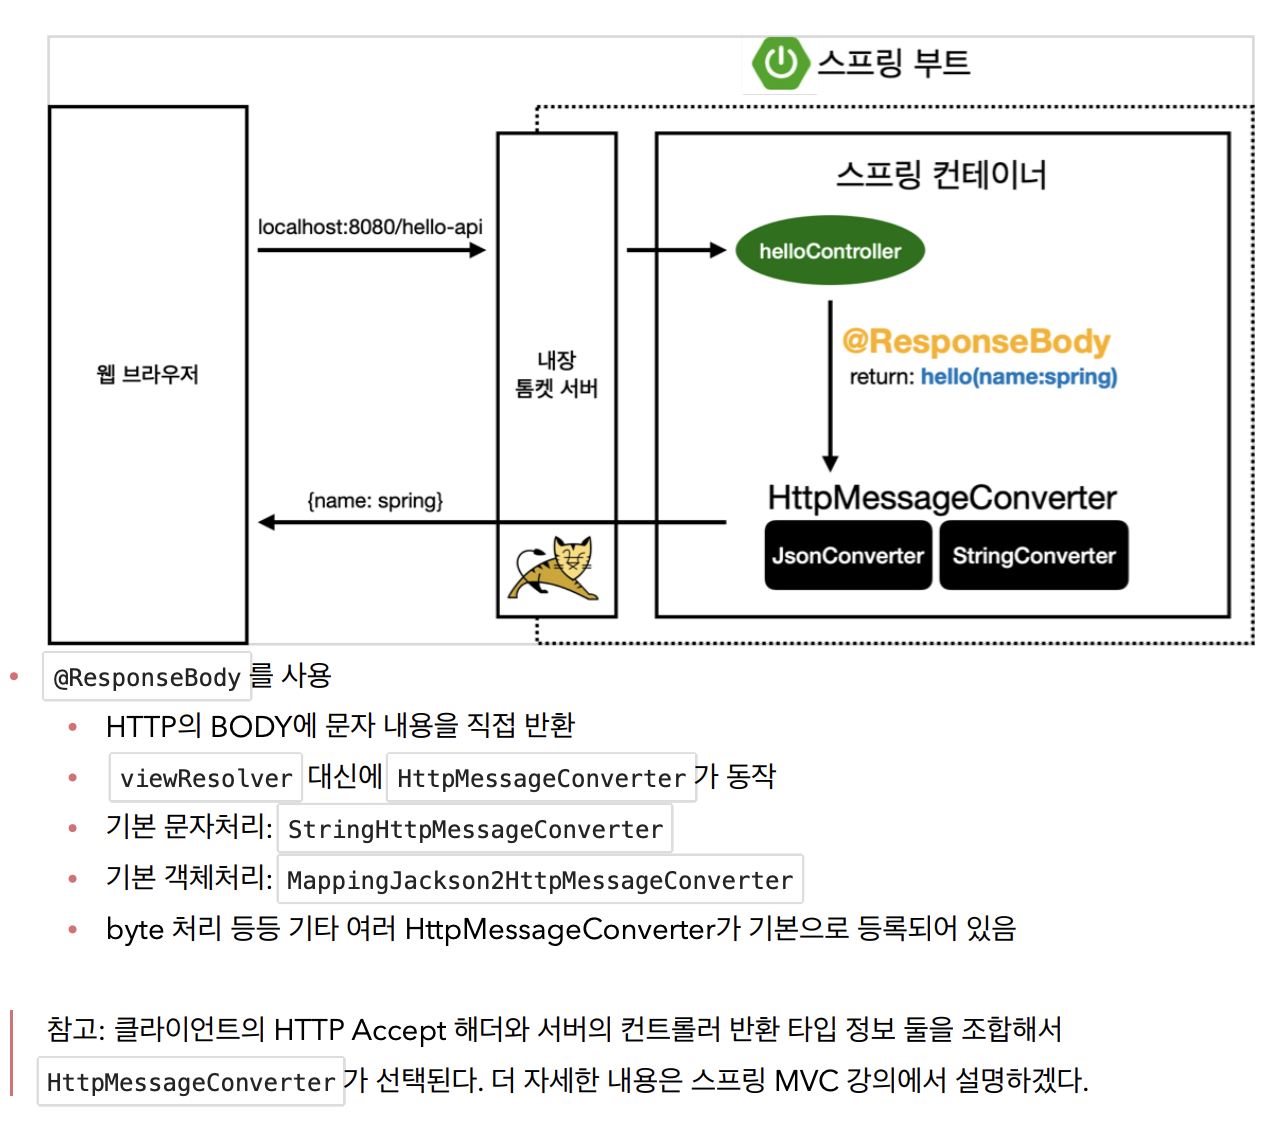 스프링 부트
스프링 컨테이너
localhost:8080/hello-api
helloController
@ResponseBody
return: hello(name:spring)
웹 브라우저
내장
톰켓 서버
{name: spring}
HttpMessageConverter
JsonConverter
StringConverter
@ResponseBody 를 사용
HTTP의 BODY에 문자 내용을 직접 반환
viewResolver 대신에 HttpMessageConverter 가 동작
기본 문자처리: StringHttpMessageConverter
기본 객체처리: MappingJackson2HttpMessageConverter
byte 처리 등등 기타 여러 HttpMessageConverter가 기본으로 등록되어 있음
참고: 클라이언트의 HTTP Accept 해더와 서버의 컨트롤러 반환 타입 정보 둘을 조합해서
HttpMessageConverter 가 선택된다. 더 자세한 내용은 스프링 MVC 강의에서 설명하겠다.